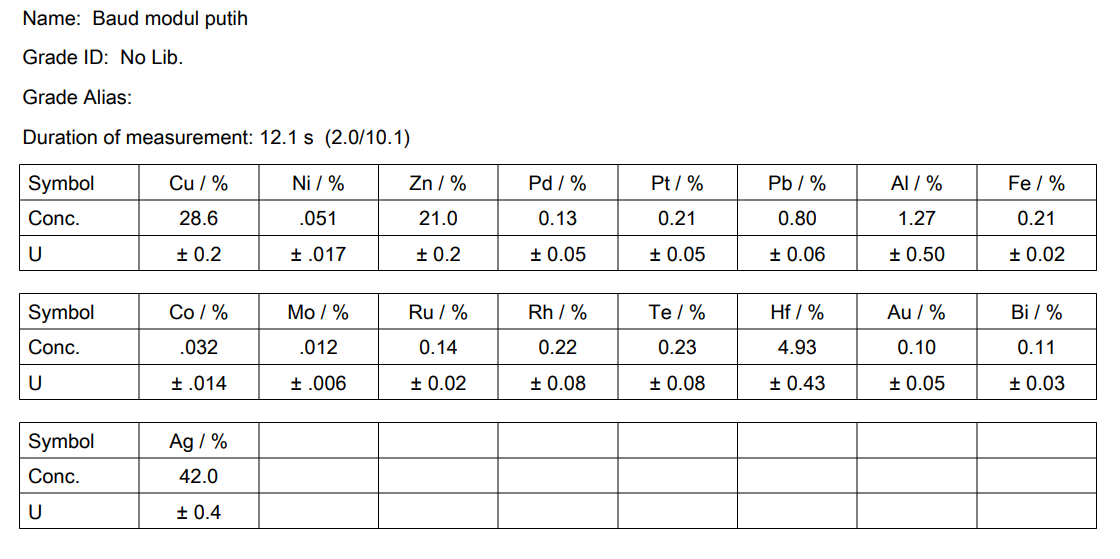 Name: Baud modul putih
Grade ID: No Lib.
Grade Alias:
Duration of measurement: 12.1 s (2.0/10.1)
Symbol Cu / % Ni / % Zn / % Pd / % Pt / % Pb / % Al / % Fe / %
Conc. 28.6 .051 21.0 0.13 0.21 0.80 1.27 0.21
U ± 0.2 ± .017 ± 0.2 ± 0.05 ± 0.05 ± 0.06 ± 0.50 ± 0.02
Symbol Co / % Mo / % Ru / % Rh / % Te / % Hf / % Au / % Bi / %
Conc. .032 .012 0.14 0.22 0.23 4.93 0.10 0.11
U ± .014 ± .006 ± 0.02 ± 0.08 ± 0.08 ± 0.43 ± 0.05 ± 0.03
Symbol Ag / %
Conc. 42.0
U ± 0.4